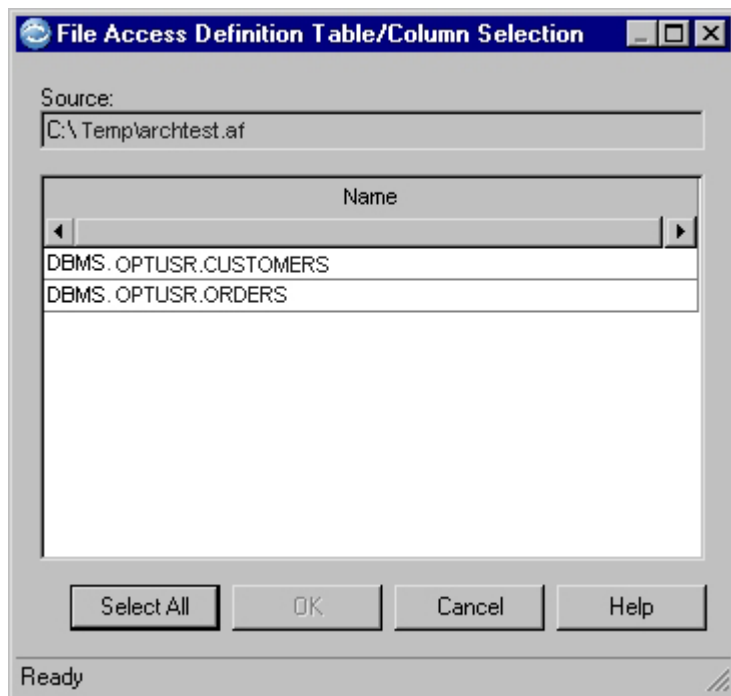 File Access Definition Table/Column Selection
Source:
C:\ Temp\archtest.af
Name
DBMS. OPTUSR.CUSTOMERS
DBMS. OPTUSR.ORDERS
Select All OK Cancel Help
Ready